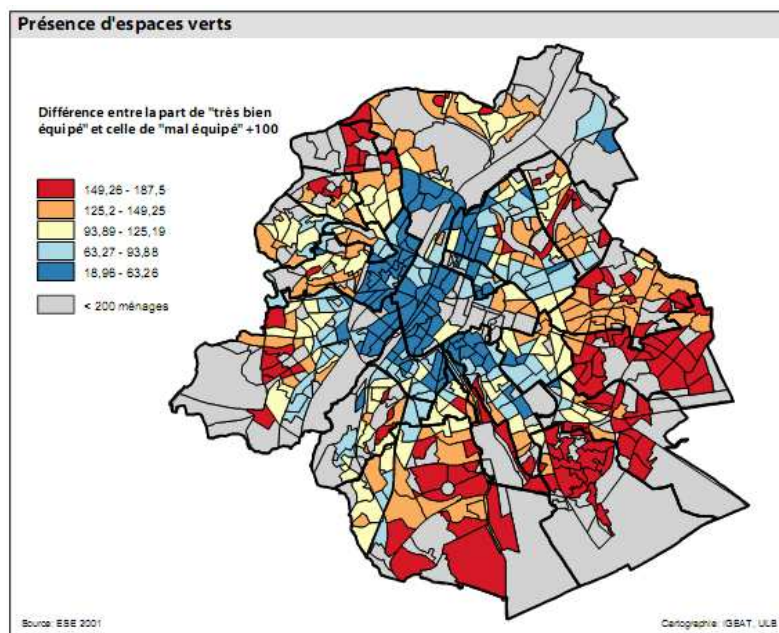 Présence d'espaces verts
Différence entre la part de "très bien
équipé" et celle de "mal équipé" +100
149,26 - 187,5
125,2 - 149,25
93,89 - 125,19
63,27 - 93,88
18,96 - 63,26
< 200 ménages
Source: ESE 2001
Cartographie: IGEAT, ULB